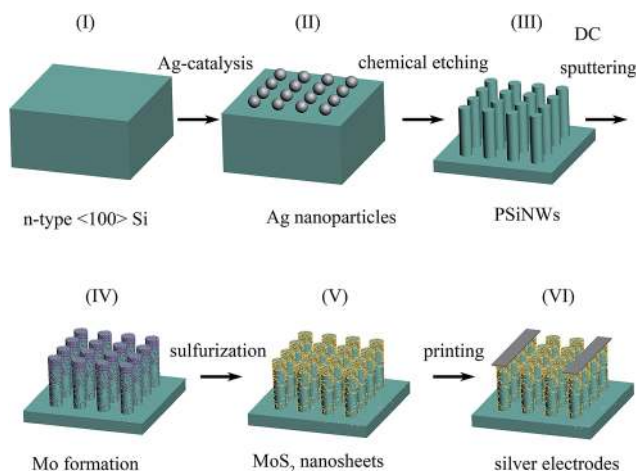 (I)
(II)
(III)
DC
Ag-catalysis
chemical etching
sputtering
n-type <100> Si
Ag nanoparticles
PSiNWs
(IV)
(V)
(VI)
sulfurization
printing
Mo formation
MoS, nanosheets
silver electrodes